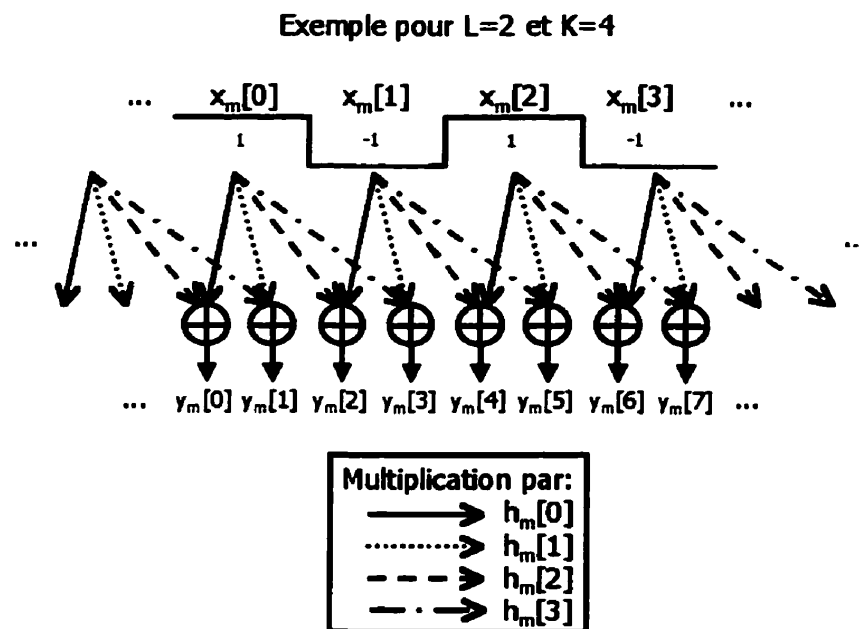 Exemple pour L=2 et K=4
... x_m[0] x_m[1] x_m[2] x_m[3] ...
1 -1 1 -1
... ..
... y_m[0] y_m[1] y_m[2] y_m[3] y_m[4] y_m[5] y_m[6] y_m[7] ...
Multiplication par:
h_m[0]
h_m[1]
h_m[2]
h_m[3]